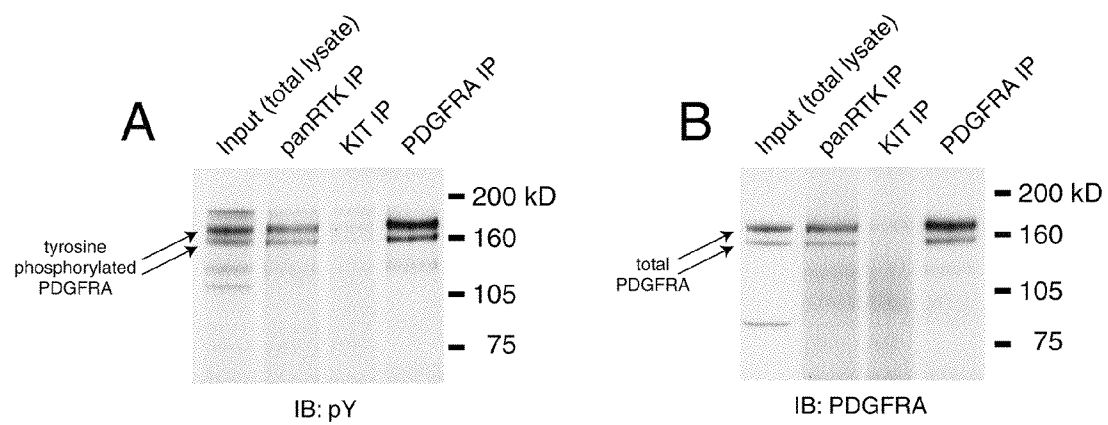 A
Input (total lysate)
panRTK IP
KIT IP
PDGFRA IP
200 kD
160
105
75
tyrosine
phosphorylated
PDGFRA
IB: pY
B
Input (total lysate)
panRTK IP
KIT IP
PDGFRA IP
200 kD
160
105
75
total
PDGFRA
IB: PDGFRA